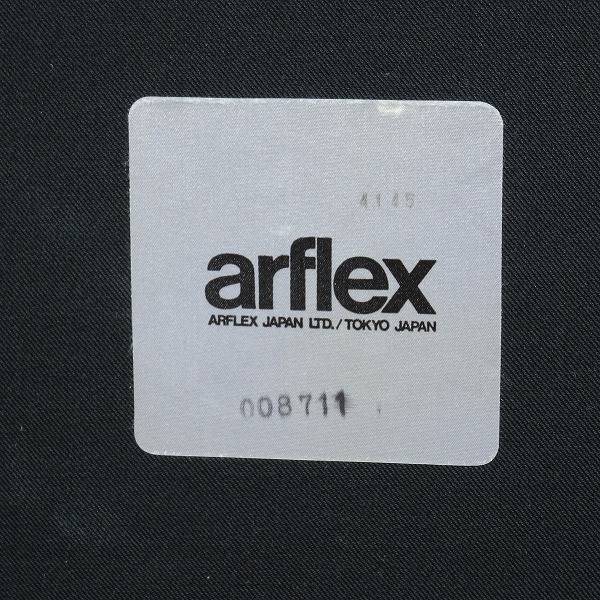 4145
arflex
ARFLEX JAPAN LTD./TOKYO JAPAN
008711